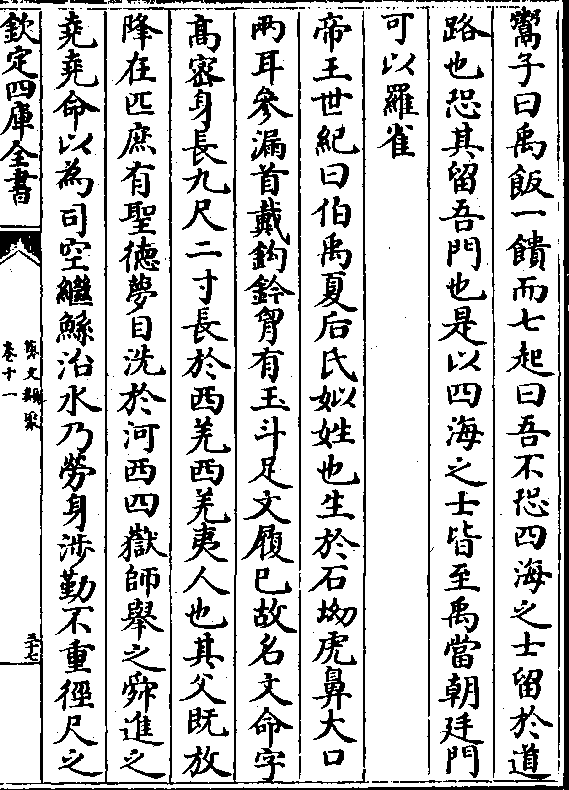 鬻子曰禹飯一饋而七起曰吾不恐四海之士留於道
路也恐其留吾門也是以四海之士皆至禹當朝廷門
可以羅雀
帝王世紀曰伯禹夏后氏姒姓也生於石坳虎鼻大口
兩耳參漏首戴鈎鈐胷有玉斗足文履已故名文命字
髙宻身長九尺二寸長於西羌西羌夷人也其父既放
降在匹庶有聖徳夢自洗於河西四嶽師舉之舜進之
堯堯命以為司空繼鯀治水乃勞身渉勤不重徑尺之
欽定四庫全書
藝文類聚
卷十一
五十七